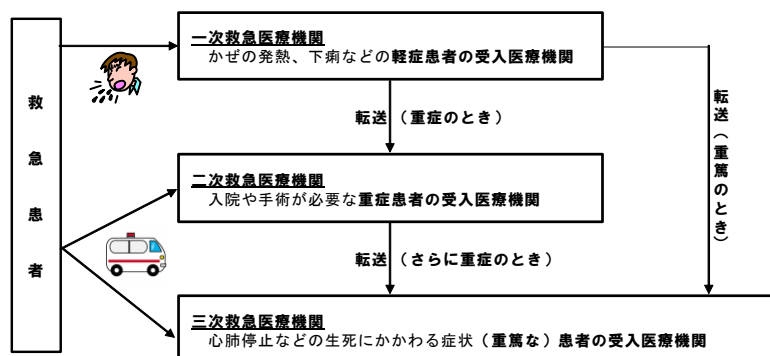 救急患者
一次救急医療機関
かぜの発熱、下痢などの軽症患者の受入医療機関
転送（重症のとき）
転送（重篤のとき）
二次救急医療機関
入院や手術が必要な重症患者の受入医療機関
転送（さらに重症のとき）
三次救急医療機関
心肺停止などの生死にかかわる症状（重篤な）患者の受入医療機関